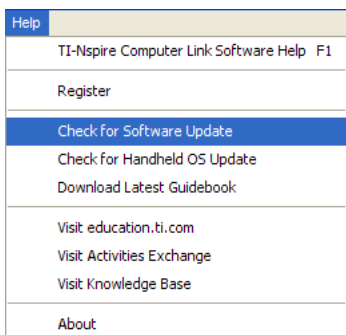 Help
TI-Nspire Computer Link Software Help F1
Register
Check for Software Update
Check for Handheld OS Update
Download Latest Guidebook
Visit education.ti.com
Visit Activities Exchange
Visit Knowledge Base
About